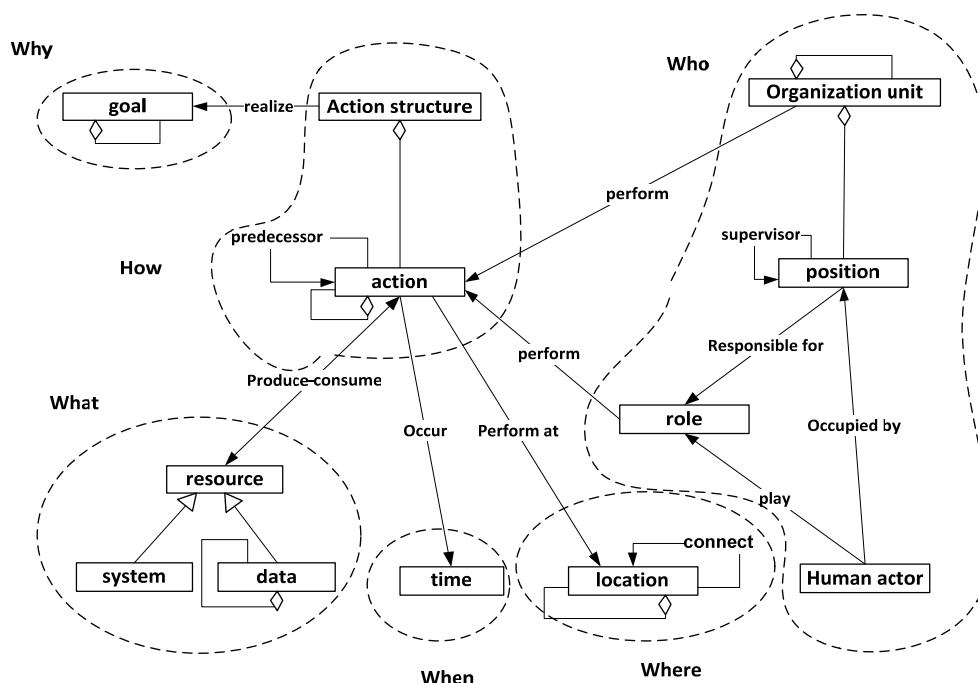 Why
Who
goal
realize
Action structure
Organization unit
perform
predecessor
supervisor
How
action
position
perform
Responsible for
Produce-consume
What
role
Occur
Perform at
Occupied by
resource
play
connect
system
data
time
location
Human actor
When
Where